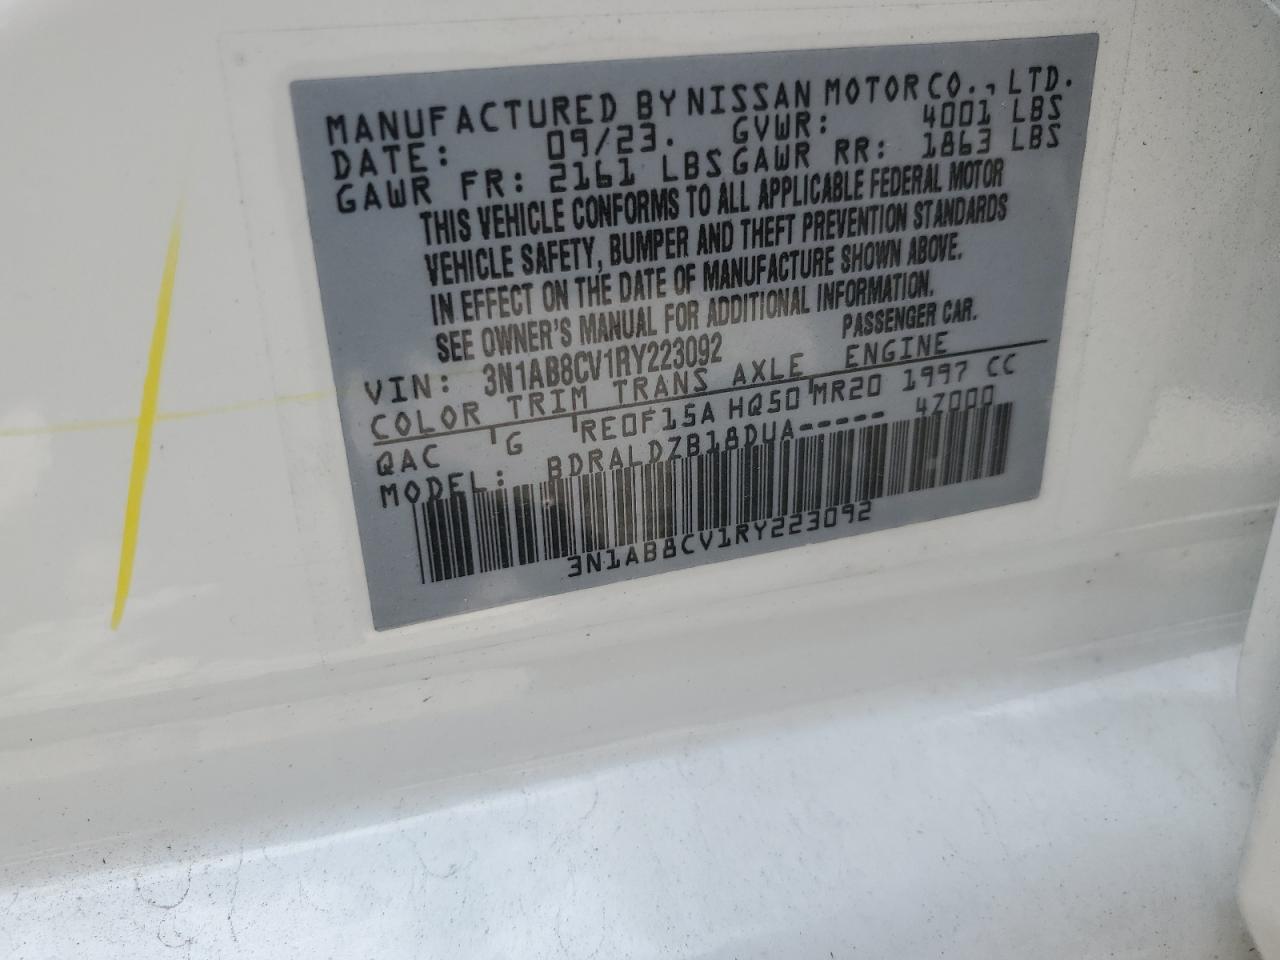 MANUFACTURED BY NISSAN MOTOR CO., LTD.
DATE: 09/23. GVWR: 4001 LBS
GAWR FR: 2161 LBS GAWR RR: 1863 LBS
THIS VEHICLE CONFORMS TO ALL APPLICABLE FEDERAL MOTOR
VEHICLE SAFETY, BUMPER AND THEFT PREVENTION STANDARDS
IN EFFECT ON THE DATE OF MANUFACTURE SHOWN ABOVE.
SEE OWNER'S MANUAL FOR ADDITIONAL INFORMATION.
VIN: 3N1AB8CV1RY223092 PASSENGER CAR.
COLOR TRIM TRANS AXLE ENGINE
QAC G RE0F15A HQ50 MR20 1997 CC
MODEL: BDRALDZB18DUA----- 4Z000
3N1AB8CV1RY223092